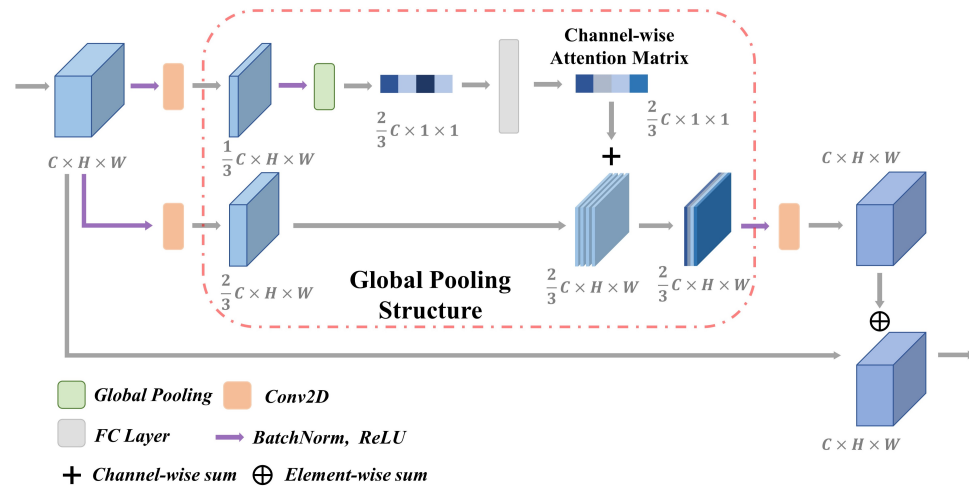 Channel-wise
Attention Matrix
C × H × W
1/3 C × H × W
2/3 C × 1 × 1
2/3 C × 1 × 1
C × H × W
2/3 C × H × W
Global Pooling
Structure
2/3 C × H × W
2/3 C × H × W
C × H × W
Global Pooling
Conv2D
FC Layer
BatchNorm, ReLU
Channel-wise sum
Element-wise sum